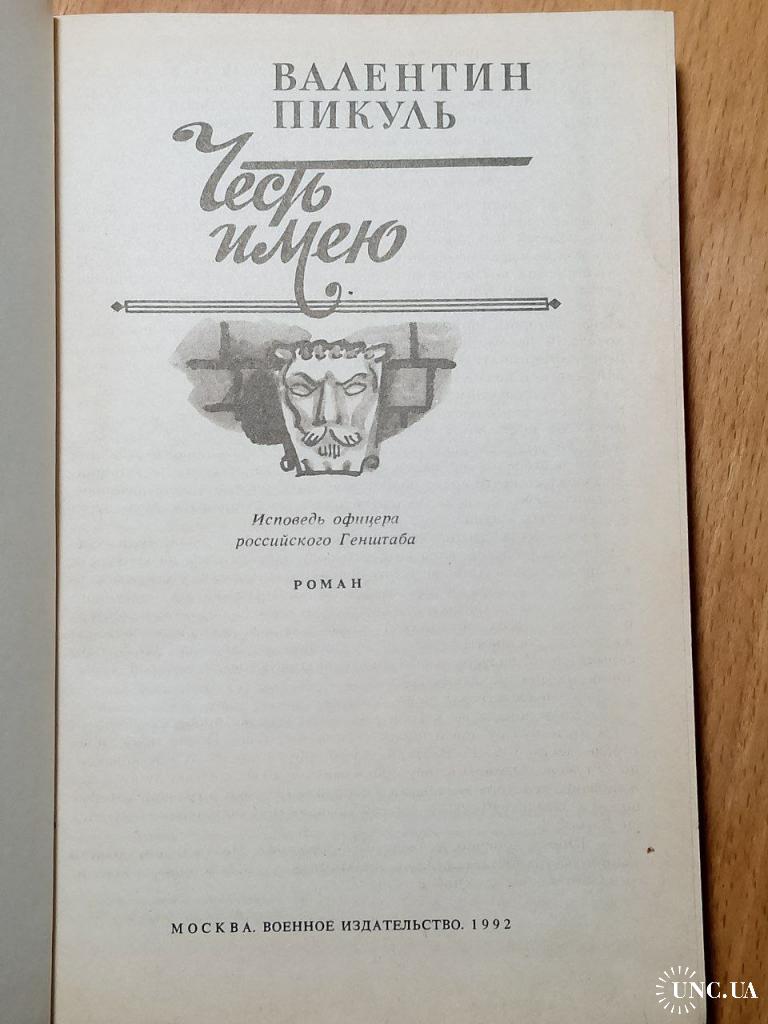 ВАЛЕНТИН
ПИКУЛЬ
Честь
имею
Исповедь офицера
российского Генштаба
РОМАН
МОСКВА. ВОЕННОЕ ИЗДАТЕЛЬСТВО. 1992
UNC.UA